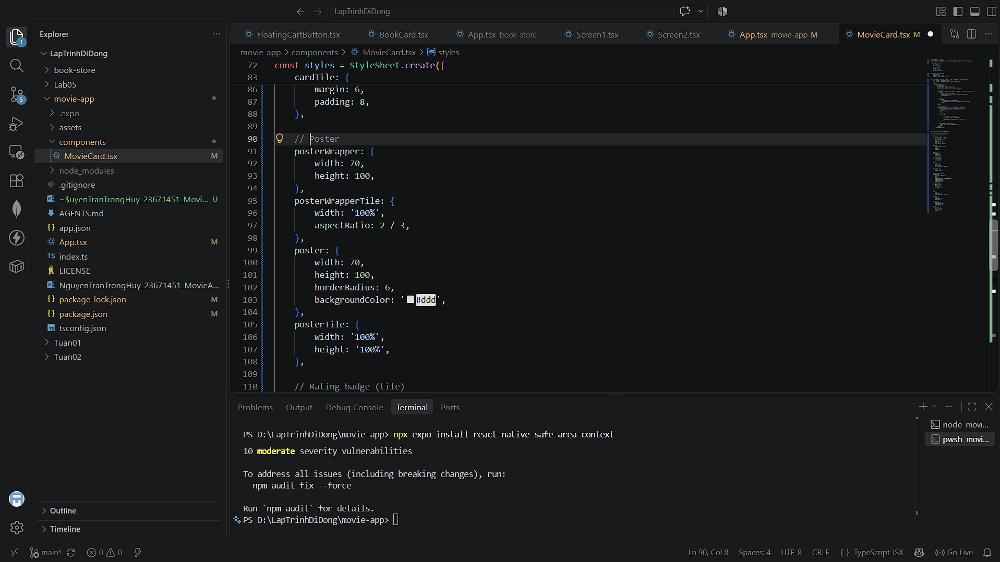 LapTrinhDiDong
Explorer
LapTrinhDiDong
book-store
Lab05
movie-app
.expo
assets
components
MovieCard.tsx M
node_modules
.gitignore
~$uyenTranTrongHuy_23671451_Movi... U
AGENTS.md
app.json
App.tsx M
index.ts
LICENSE
NguyenTranTrongHuy_23671451_MovieA...
package-lock.json M
package.json M
tsconfig.json
Tuan01
Tuan02
Outline
Timeline
1
5
FloatingCartButton.tsx BookCard.tsx App.tsx book-store Screen1.tsx Screen2.tsx App.tsx movie-app M MovieCard.tsx M
movie-app > components > MovieCard.tsx > styles
72 const styles = StyleSheet.create({
83 cardTile: {
86 margin: 6,
87 padding: 8,
88 },
89
90 // Poster
91 posterWrapper: {
92 width: 70,
93 height: 100,
94 },
95 posterWrapperTile: {
96 width: '100%',
97 aspectRatio: 2 / 3,
98 },
99 poster: {
100 width: 70,
101 height: 100,
102 borderRadius: 6,
103 backgroundColor: '#ddd',
104 },
105 posterTile: {
106 width: '100%',
107 height: '100%',
108 },
109
110 // Rating badge (tile)
Problems Output Debug Console Terminal Ports
PS D:\LapTrinhDiDong\movie-app> npx expo install react-native-safe-area-context
10 moderate severity vulnerabilities
To address all issues (including breaking changes), run:
npm audit fix --force
Run `npm audit` for details.
PS D:\LapTrinhDiDong\movie-app>
node movi...
pwsh movi...
main* 0 0
Ln 90, Col 8 Spaces: 4 UTF-8 CRLF { } TypeScript JSX Go Live